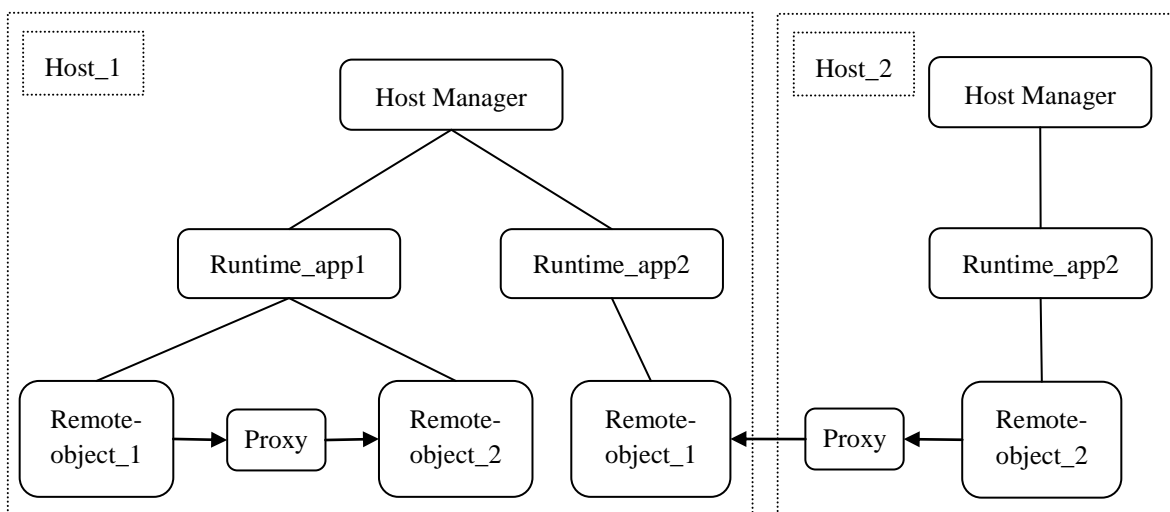 Host_1
Host Manager
Host_2
Host Manager
Runtime_app1
Runtime_app2
Runtime_app2
Remote-
object_1
Proxy
Remote-
object_2
Remote-
object_1
Proxy
Remote-
object_2